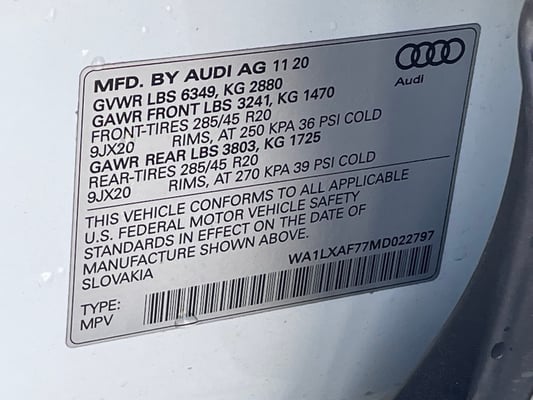 MFD. BY AUDI AG 11 20
GVWR LBS 6349, KG 2880
GAWR FRONT LBS 3241, KG 1470
FRONT-TIRES 285/45 R20
9JX20 RIMS, AT 250 KPA 36 PSI COLD
GAWR REAR LBS 3803, KG 1725
REAR-TIRES 285/45 R20
9JX20 RIMS, AT 270 KPA 39 PSI COLD
THIS VEHICLE CONFORMS TO ALL APPLICABLE
U.S. FEDERAL MOTOR VEHICLE SAFETY
STANDARDS IN EFFECT ON THE DATE OF
MANUFACTURE SHOWN ABOVE.
SLOVAKIA
WA1LXAF77MD022797
TYPE:
MPV
Audi